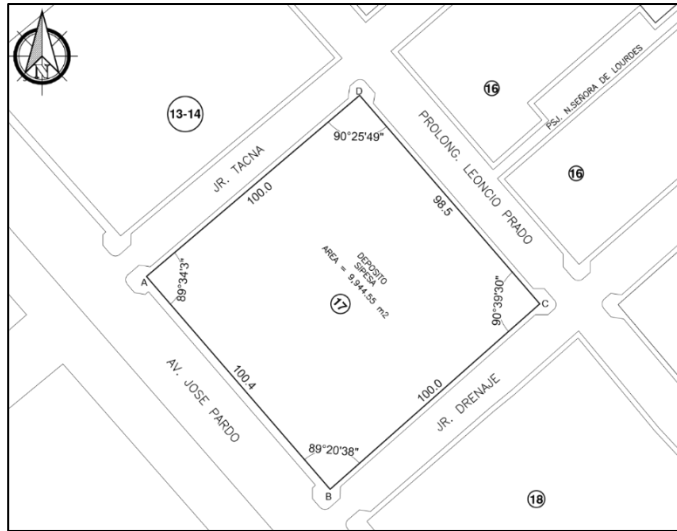 N
13-14
JR. TACNA
100.0
D
90°25'49"
PROLONG. LEONCIO PRADO
98.5
16
PSJ. N.SEÑORA DE LOURDES
16
A
89°34'3"
DEPOSITO
SIPESA
AREA = 9,944.55 m2
17
90°39'30"
C
AV. JOSE PARDO
100.4
89°20'38"
B
100.0
JR. DRENAJE
18